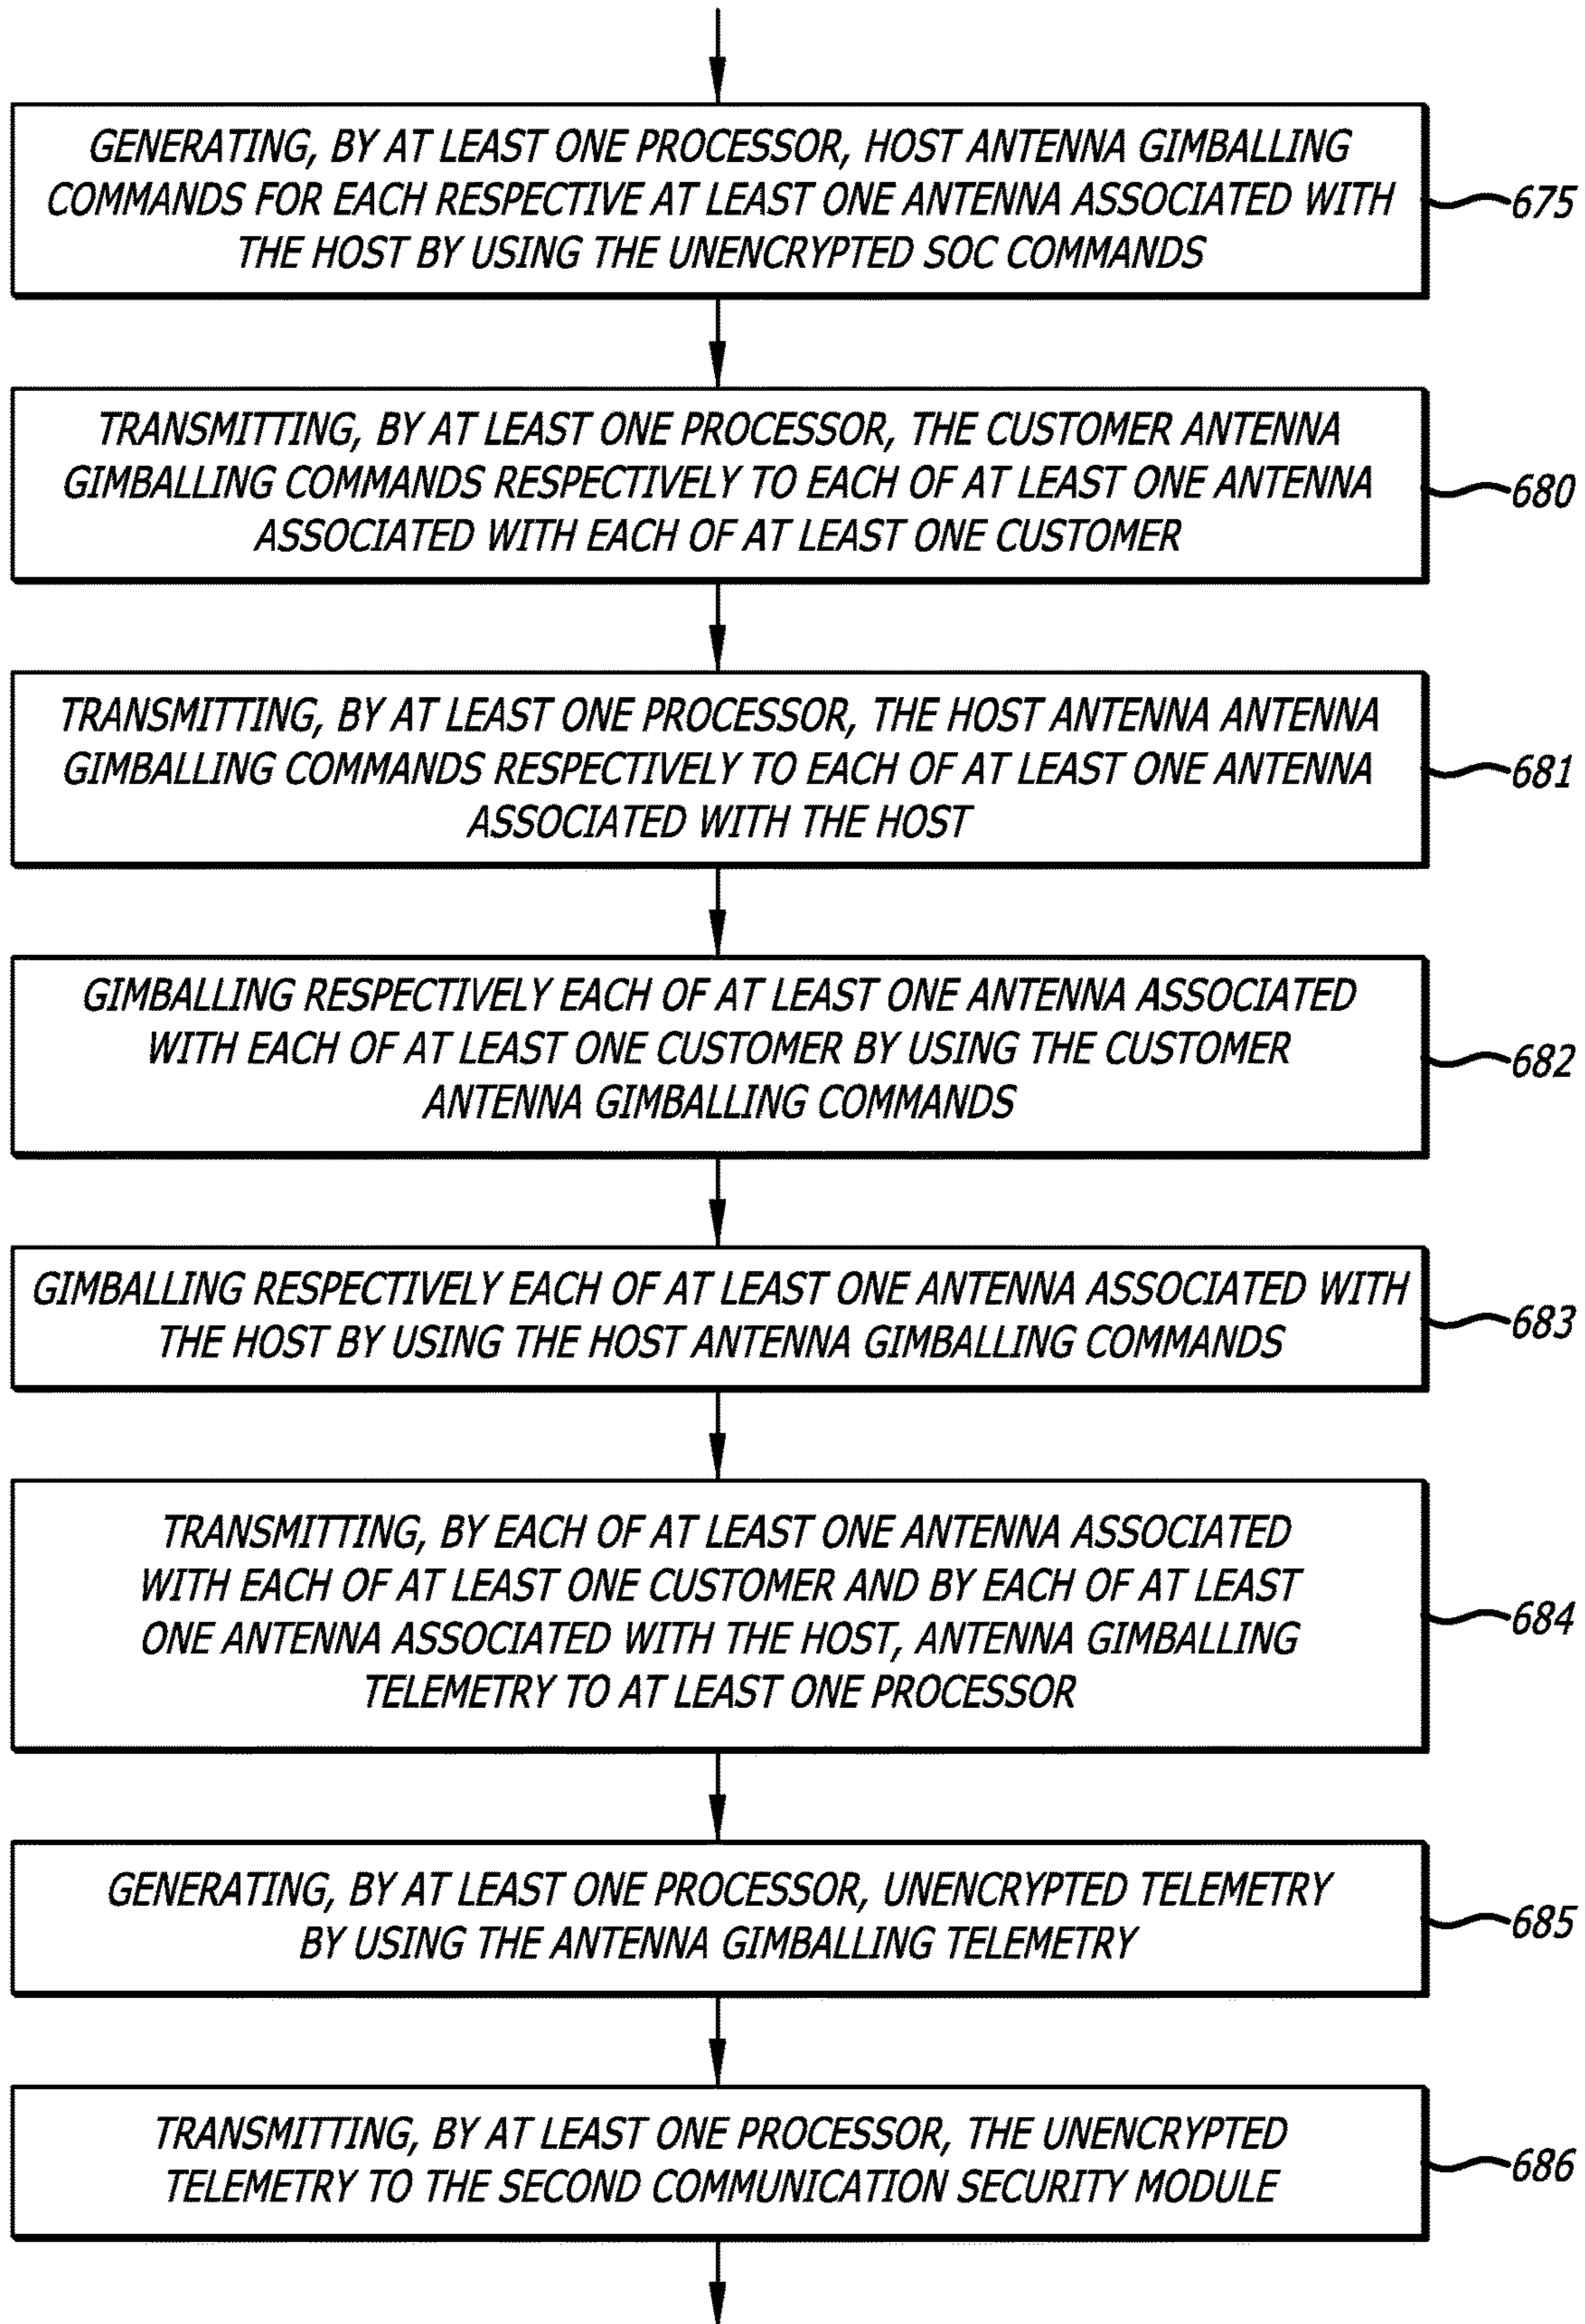 GENERATING, BY AT LEAST ONE PROCESSOR, HOST ANTENNA GIMBALLING
COMMANDS FOR EACH RESPECTIVE AT LEAST ONE ANTENNA ASSOCIATED WITH
THE HOST BY USING THE UNENCRYPTED SOC COMMANDS
675
TRANSMITTING, BY AT LEAST ONE PROCESSOR, THE CUSTOMER ANTENNA
GIMBALLING COMMANDS RESPECTIVELY TO EACH OF AT LEAST ONE ANTENNA
ASSOCIATED WITH EACH OF AT LEAST ONE CUSTOMER
680
TRANSMITTING, BY AT LEAST ONE PROCESSOR, THE HOST ANTENNA ANTENNA
GIMBALLING COMMANDS RESPECTIVELY TO EACH OF AT LEAST ONE ANTENNA
ASSOCIATED WITH THE HOST
681
GIMBALLING RESPECTIVELY EACH OF AT LEAST ONE ANTENNA ASSOCIATED
WITH EACH OF AT LEAST ONE CUSTOMER BY USING THE CUSTOMER
ANTENNA GIMBALLING COMMANDS
682
GIMBALLING RESPECTIVELY EACH OF AT LEAST ONE ANTENNA ASSOCIATED WITH
THE HOST BY USING THE HOST ANTENNA GIMBALLING COMMANDS
683
TRANSMITTING, BY EACH OF AT LEAST ONE ANTENNA ASSOCIATED
WITH EACH OF AT LEAST ONE CUSTOMER AND BY EACH OF AT LEAST
ONE ANTENNA ASSOCIATED WITH THE HOST, ANTENNA GIMBALLING
TELEMETRY TO AT LEAST ONE PROCESSOR
684
GENERATING, BY AT LEAST ONE PROCESSOR, UNENCRYPTED TELEMETRY
BY USING THE ANTENNA GIMBALLING TELEMETRY
685
TRANSMITTING, BY AT LEAST ONE PROCESSOR, THE UNENCRYPTED
TELEMETRY TO THE SECOND COMMUNICATION SECURITY MODULE
686